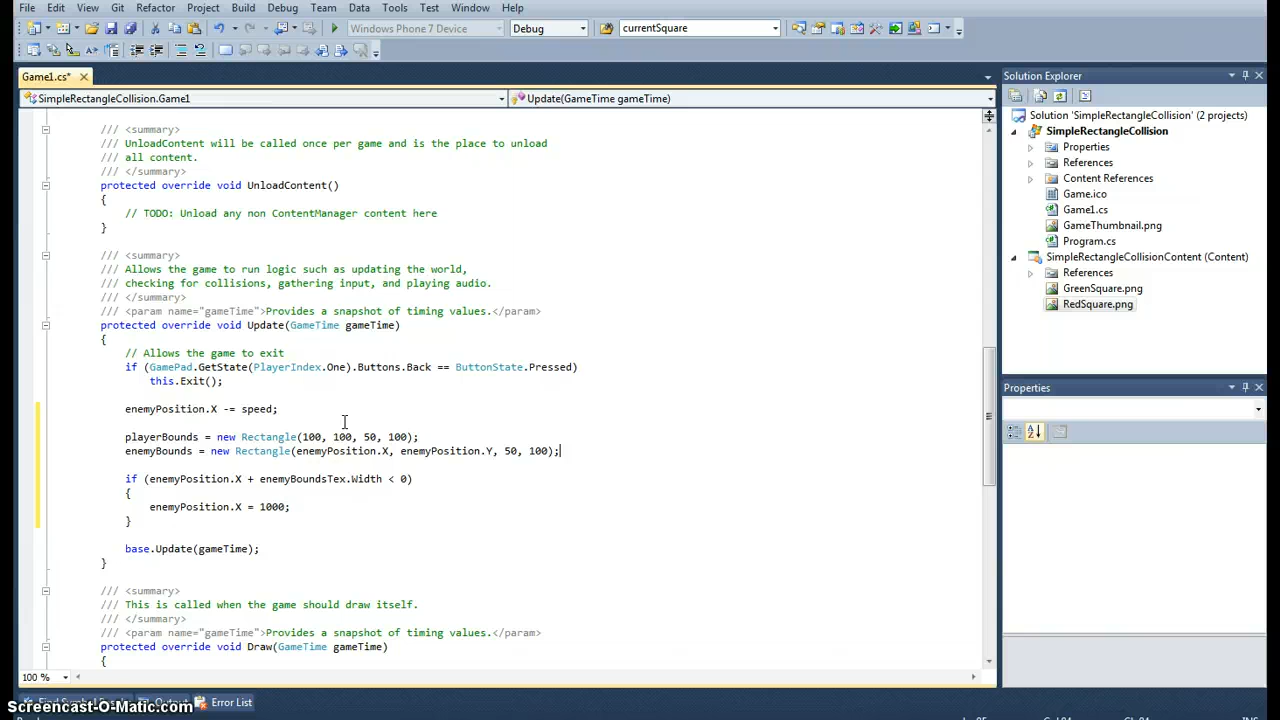 File Edit View Git Refactor Project Build Debug Team Data Tools Test Window Help
Windows Phone 7 Device Debug currentSquare
Game1.cs*
SimpleRectangleCollision.Game1 Update(GameTime gameTime)
/// <summary>
/// UnloadContent will be called once per game and is the place to unload
/// all content.
/// </summary>
protected override void UnloadContent()
{
// TODO: Unload any non ContentManager content here
}
/// <summary>
/// Allows the game to run logic such as updating the world,
/// checking for collisions, gathering input, and playing audio.
/// </summary>
/// <param name="gameTime">Provides a snapshot of timing values.</param>
protected override void Update(GameTime gameTime)
{
// Allows the game to exit
if (GamePad.GetState(PlayerIndex.One).Buttons.Back == ButtonState.Pressed)
this.Exit();
enemyPosition.X -= speed;
playerBounds = new Rectangle(100, 100, 50, 100);
enemyBounds = new Rectangle(enemyPosition.X, enemyPosition.Y, 50, 100);
if (enemyPosition.X + enemyBoundsTex.Width < 0)
{
enemyPosition.X = 1000;
}
base.Update(gameTime);
}
/// <summary>
/// This is called when the game should draw itself.
/// </summary>
/// <param name="gameTime">Provides a snapshot of timing values.</param>
protected override void Draw(GameTime gameTime)
{
100 %
Output Error List
Screencast-O-Matic.com
Solution Explorer
Solution 'SimpleRectangleCollision' (2 projects)
SimpleRectangleCollision
Properties
References
Content References
Game.ico
Game1.cs
GameThumbnail.png
Program.cs
SimpleRectangleCollisionContent (Content)
References
GreenSquare.png
RedSquare.png
Properties